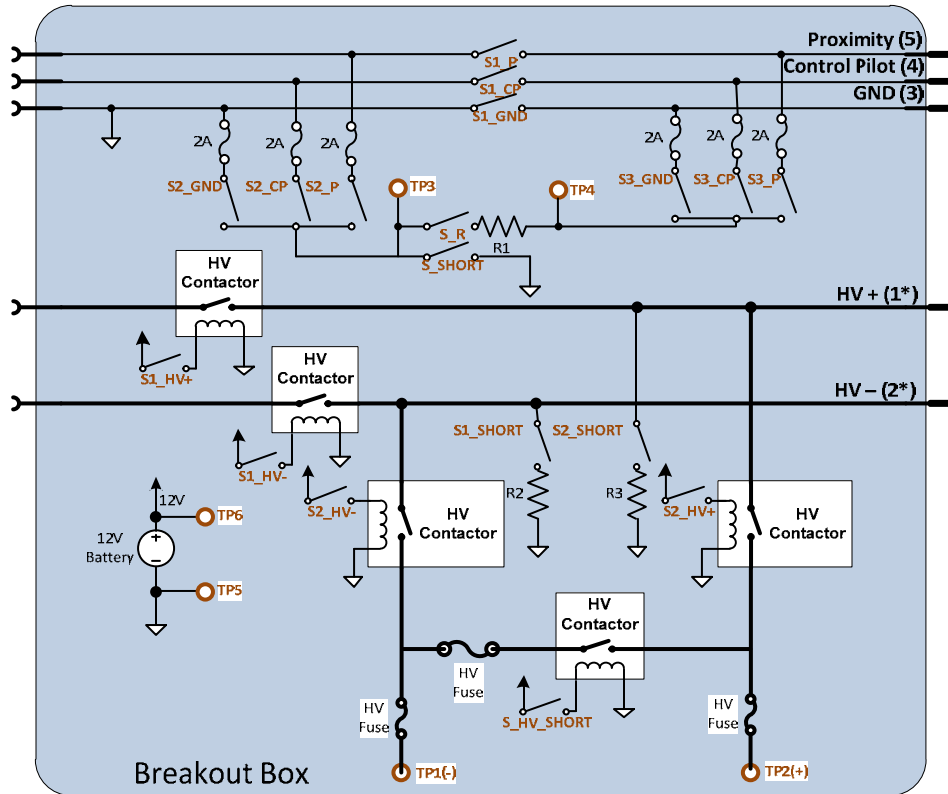 Proximity (5)
S1_P
Control Pilot (4)
S1_CP
GND (3)
S1_GND
2A
2A
2A
2A
2A
2A
S2_GND
S2_CP
S2_P
TP3
TP4
S3_GND
S3_CP
S3_P
S_R
R1
S_SHORT
HV
Contactor
HV + (1*)
S1_HV+
HV
Contactor
HV – (2*)
S1_SHORT
S2_SHORT
S1_HV-
S2_HV-
HV
Contactor
R2
R3
S2_HV+
HV
Contactor
12V
TP6
12V
Battery
+
–
TP5
HV
Contactor
HV
Fuse
S_HV_SHORT
HV
Fuse
HV
Fuse
TP1(-)
TP2(+)
Breakout Box